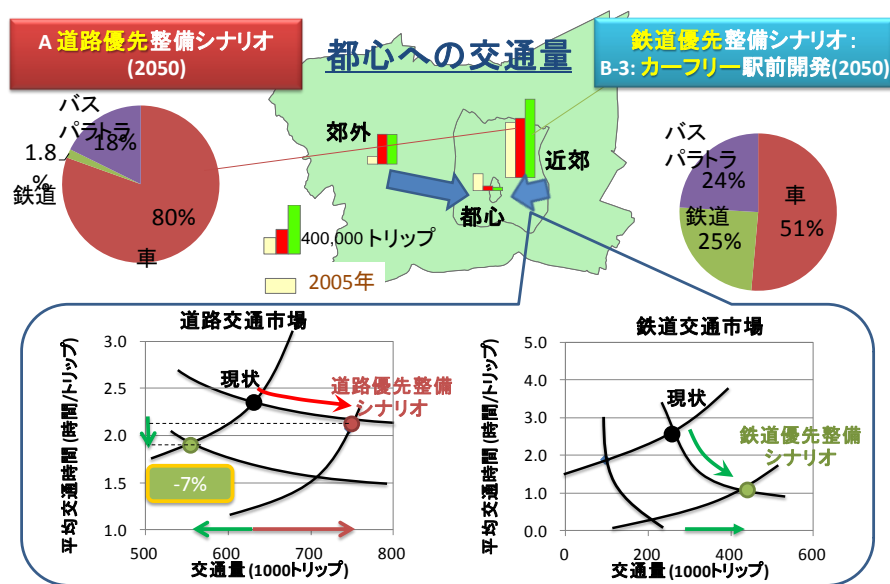 A 道路優先整備シナリオ
(2050)
都心への交通量
鉄道優先整備シナリオ:
B-3: カーフリー駅前開発(2050)
バス
パラトラ
18%
1.8
%
鉄道
80%
車
郊外
近郊
都心
400,000 トリップ
2005年
バス
パラトラ
24%
車
鉄道
25%
51%
道路交通市場
平均交通時間 (時間/トリップ)
3.0
2.5
2.0
1.5
1.0
現状
道路優先整備
シナリオ
-7%
500
600
700
800
交通量 (1000トリップ)
鉄道交通市場
平均交通時間 (時間/トリップ)
5.0
4.0
3.0
2.0
1.0
0.0
現状
鉄道優先整備
シナリオ
0
200
400
600
交通量 (1000トリップ)